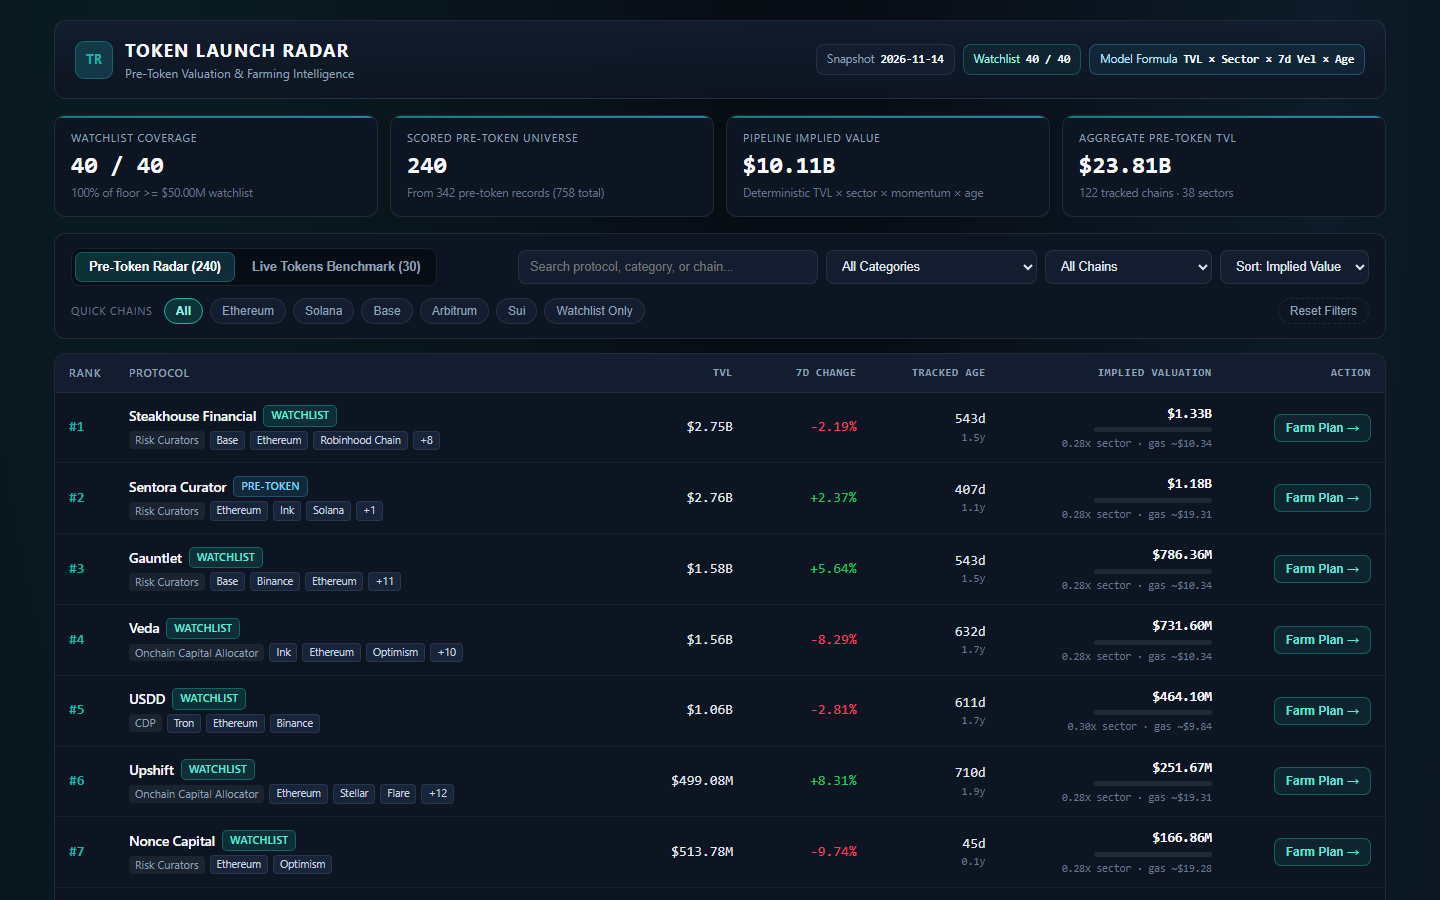 TR
TOKEN LAUNCH RADAR
Pre-Token Valuation & Farming Intelligence
Snapshot 2026-11-14
Watchlist 40 / 40
Model Formula TVL × Sector × 7d Vel × Age
WATCHLIST COVERAGE
40 / 40
100% of floor >= $50.00M watchlist
SCORED PRE-TOKEN UNIVERSE
240
From 342 pre-token records (758 total)
PIPELINE IMPLIED VALUE
$10.11B
Deterministic TVL × sector × momentum × age
AGGREGATE PRE-TOKEN TVL
$23.81B
122 tracked chains · 38 sectors
Pre-Token Radar (240) Live Tokens Benchmark (30) Search protocol, category, or chain... All Categories All Chains Sort: Implied Value
QUICK CHAINS All Ethereum Solana Base Arbitrum Sui Watchlist Only Reset Filters
RANK PROTOCOL TVL 7D CHANGE TRACKED AGE IMPLIED VALUATION ACTION
#1 Steakhouse Financial WATCHLIST $2.75B -2.19% 543d $1.33B Farm Plan →
Risk Curators Base Ethereum Robinhood Chain +8 1.5y 0.28x sector · gas ~$10.34
#2 Sentora Curator PRE-TOKEN $2.76B +2.37% 407d $1.18B Farm Plan →
Risk Curators Ethereum Ink Solana +1 1.1y 0.28x sector · gas ~$19.31
#3 Gauntlet WATCHLIST $1.58B +5.64% 543d $786.36M Farm Plan →
Risk Curators Base Binance Ethereum +11 1.5y 0.28x sector · gas ~$10.34
#4 Veda WATCHLIST $1.56B -8.29% 632d $731.60M Farm Plan →
Onchain Capital Allocator Ink Ethereum Optimism +10 1.7y 0.28x sector · gas ~$10.34
#5 USDD WATCHLIST $1.06B -2.81% 611d $464.10M Farm Plan →
CDP Tron Ethereum Binance 1.7y 0.30x sector · gas ~$9.84
#6 Upshift WATCHLIST $499.08M +8.31% 710d $251.67M Farm Plan →
Onchain Capital Allocator Ethereum Stellar Flare +12 1.9y 0.28x sector · gas ~$19.31
#7 Nonce Capital WATCHLIST $513.78M -9.74% 45d $166.86M Farm Plan →
Risk Curators Ethereum Optimism 0.1y 0.28x sector · gas ~$19.28